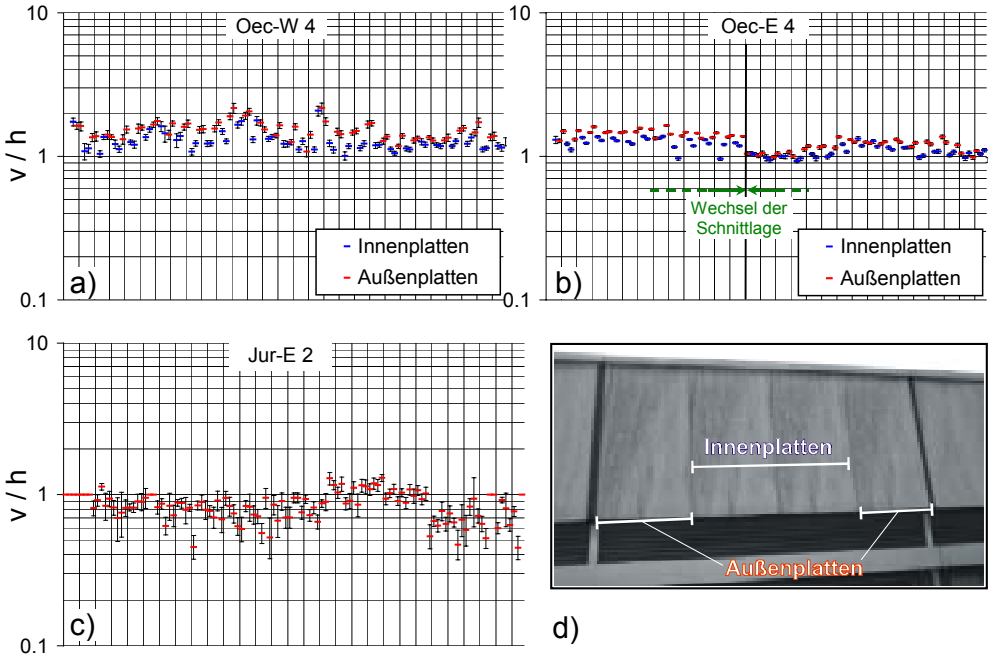 Oec-W 4
10
1
0.1
v / h
Innenplatten
Außenplatten
a)
Oec-E 4
10
1
0.1
Wechsel der
Schnittlage
Innenplatten
Außenplatten
b)
Jur-E 2
10
1
0.1
v / h
c)
Innenplatten
Außenplatten
d)